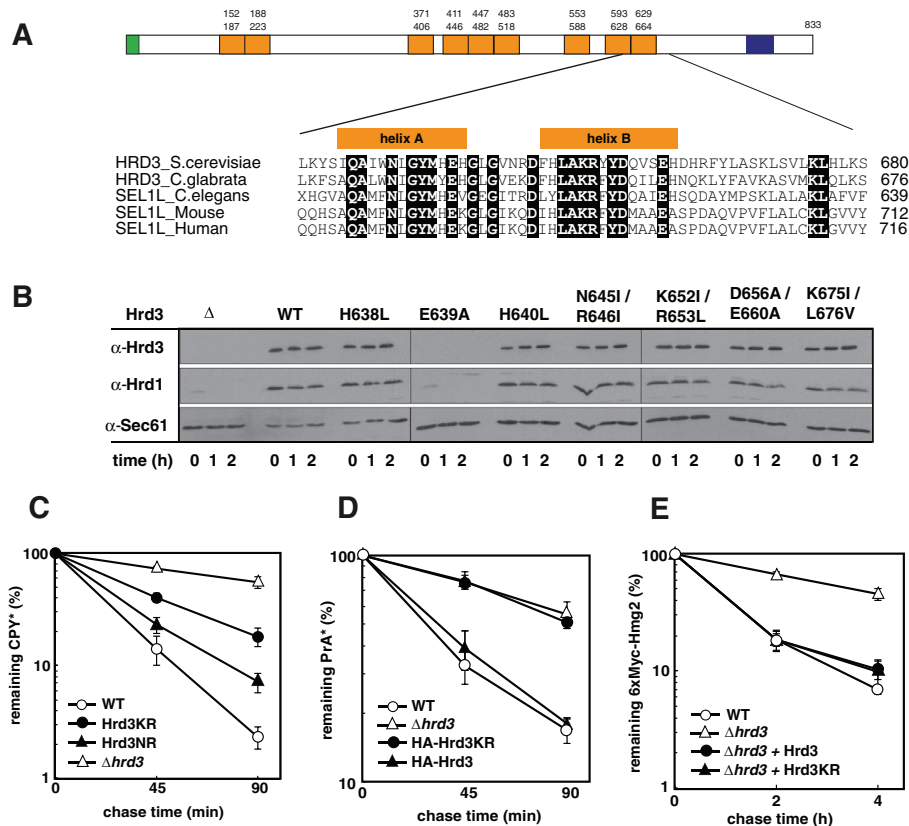 A
152 188 371 411 447 483 553 593 629
187 223 406 446 482 518 588 628 664
833
helix A helix B
HRD3_S.cerevisiae LKYSIQAIWNIGYMHEHGLGVNRDFHLAKRYYDQVSEHDHRFYLASKLSVLKLHLKS 680
HRD3_C.glabrata LKFSAQALWNIGYMYEHGLGVEKDFHLAKRYYDQILEHNQKLYFAVKLAVMKLQLKS 676
SEL1L_C.elegans XHGVAQAMFNLGYMHEVGEGITRDLYLAKRFYDQAIEHSQDAYMPSKLALAKLAIFF 639
SEL1L_Mouse QQHSAQAMFNLGYMHEKGLGIKQDIHLAKRFYDMAAEASPDAQVPVFLALCKLGVVY 712
SEL1L_Human QQHSAQAMFNLGYMHEKGLGIKQDIHLAKRFYDMAAEASPDAQVPVFLALCKLGVVY 716
B
Hrd3 Δ WT H638L E639A H640L N645I / R646I K652I / R653L D656A / E660A K675I / L676V
α-Hrd3
α-Hrd1
α-Sec61
time (h) 0 1 2 0 1 2 0 1 2 0 1 2 0 1 2 0 1 2 0 1 2 0 1 2 0 1 2
C
remaining CPY* (%)
100
10
1
WT
Hrd3KR
Hrd3NR
Δhrd3
0 45 90
chase time (min)
D
remaining PrA* (%)
100
10
WT
Δhrd3
HA-Hrd3KR
HA-Hrd3
0 45 90
chase time (min)
E
remaining 6xMyc-Hmg2 (%)
100
10
1
WT
Δhrd3
Δhrd3 + Hrd3
Δhrd3 + Hrd3KR
0 2 4
chase time (h)